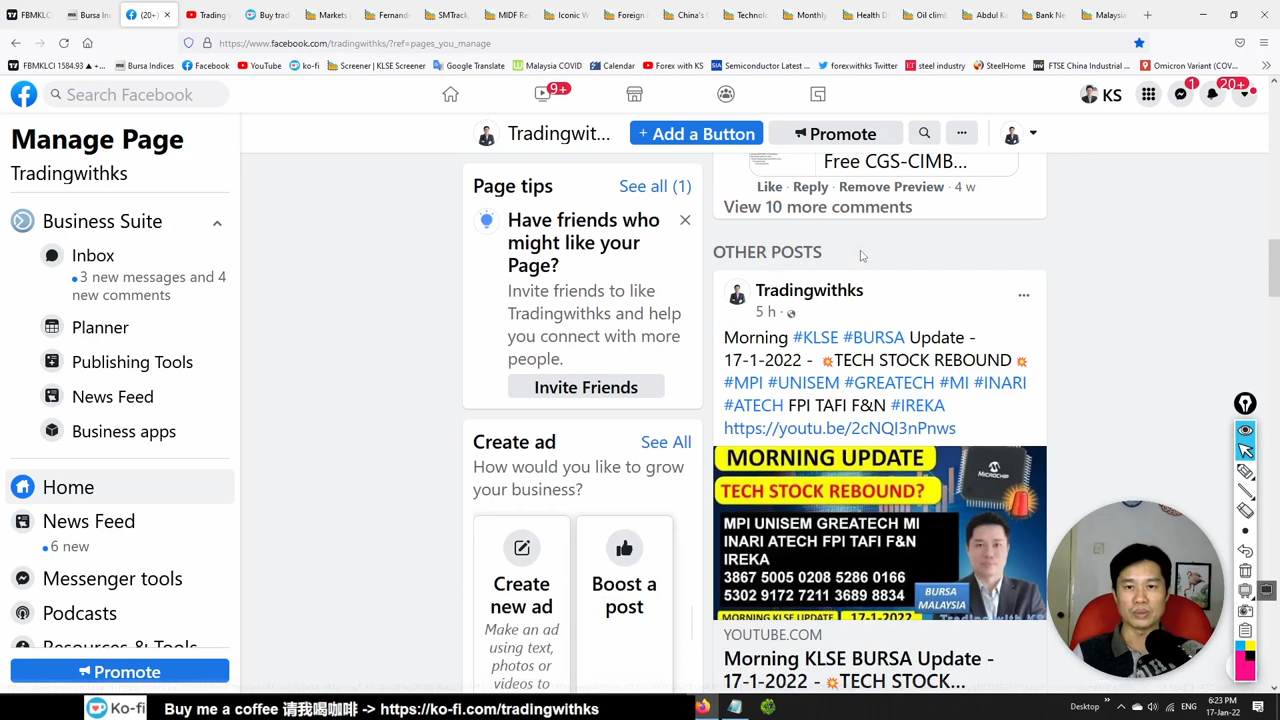 FBMKLCI
Bursa Indi
(20+)
Trading v
Buy trad
Markets
Fernand
SMTrack
MIDF Re
Iconic W
Foreign F
China's
Technolo
Monthly
Health D
Oil climb
Abdul K
Bank Ne
Malaysia
https://www.facebook.com/tradingwithks/?ref=pages_you_manage
FBMKLCI 1584.93 ▲ +...
Bursa Indices
Facebook
YouTube
ko-fi
Screener | KLSE Screener
Google Translate
Malaysia COVID
Calendar
Forex with KS
Semiconductor Latest ...
forexwithks Twitter
steel industry
SteelHome
FTSE China Industrial ...
Omicron Variant (COV...
Search Facebook
9+
KS
1
20+
Manage Page
Tradingwithks
Business Suite
Inbox
3 new messages and 4
new comments
Planner
Publishing Tools
News Feed
Business apps
Home
News Feed
6 new
Messenger tools
Podcasts
Resources & Tools
Promote
Tradingwit...
+ Add a Button
Promote
...
Page tips
See all (1)
Have friends who
might like your
Page?
Invite friends to like
Tradingwithks and help
you connect with more
people.
Invite Friends
Create ad
See All
How would you like to grow
your business?
Create
new ad
Make an ad
using text,
photos or
videos to
Boost a
post
Free CGS-CIMB...
Like · Reply · Remove Preview · 4 w
View 10 more comments
OTHER POSTS
Tradingwithks
5 h ·
Morning #KLSE #BURSA Update -
17-1-2022 - 💥TECH STOCK REBOUND💥
#MPI #UNISEM #GREATECH #MI #INARI
#ATECH FPI TAFI F&N #IREKA
https://youtu.be/2cNQI3nPnws
MORNING UPDATE
TECH STOCK REBOUND?
MICROCHIP
MPI UNISEM GREATECH MI
INARI ATECH FPI TAFI F&N
IREKA
3867 5005 0208 5286 0166
5302 9172 7211 3689 8834
BURSA
MALAYSIA
MORNING KLSE UPDATE
17-1-2022
Trading with KS
YOUTUBE.COM
Morning KLSE BURSA Update -
17-1-2022 - 💥TECH STOCK...
Ko-fi
Buy me a coffee 请我喝咖啡 -> https://ko-fi.com/tradingwithks
Desktop
ENG
6:23 PM
17-Jan-22